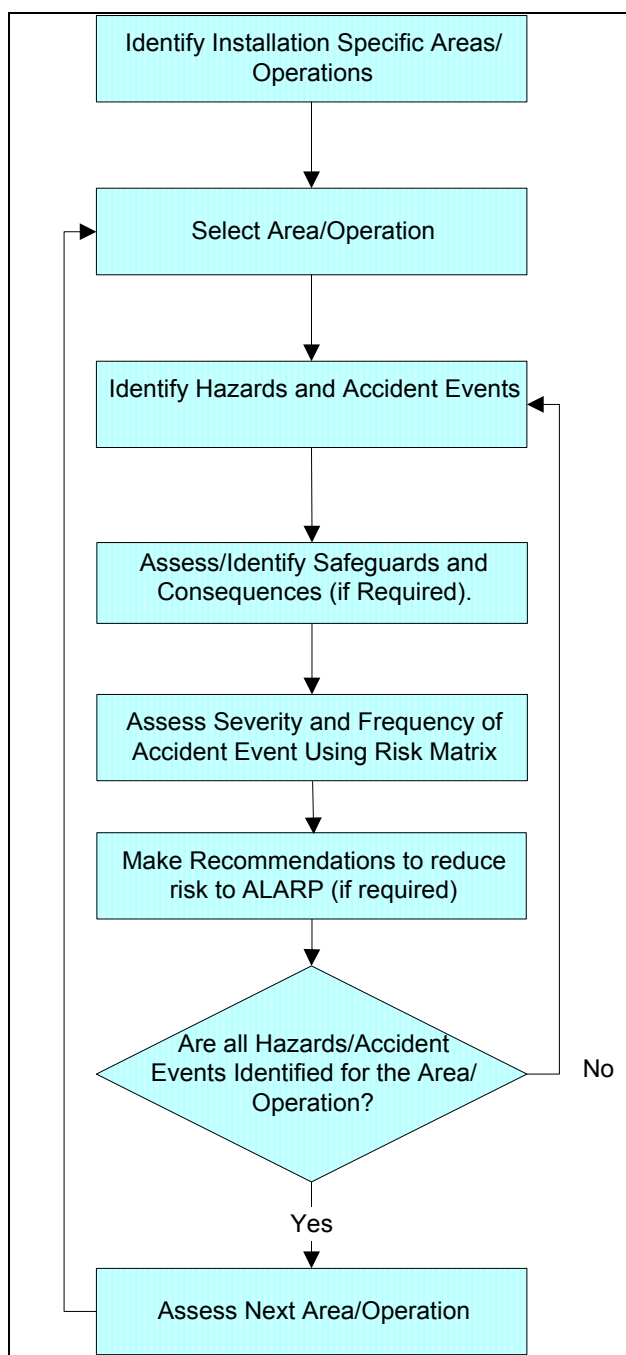 Identify Installation Specific Areas/
Operations
Select Area/Operation
Identify Hazards and Accident Events
Assess/Identify Safeguards and
Consequences (if Required).
Assess Severity and Frequency of
Accident Event Using Risk Matrix
Make Recommendations to reduce
risk to ALARP (if required)
Are all Hazards/Accident
Events Identified for the Area/
Operation?
No
Yes
Assess Next Area/Operation